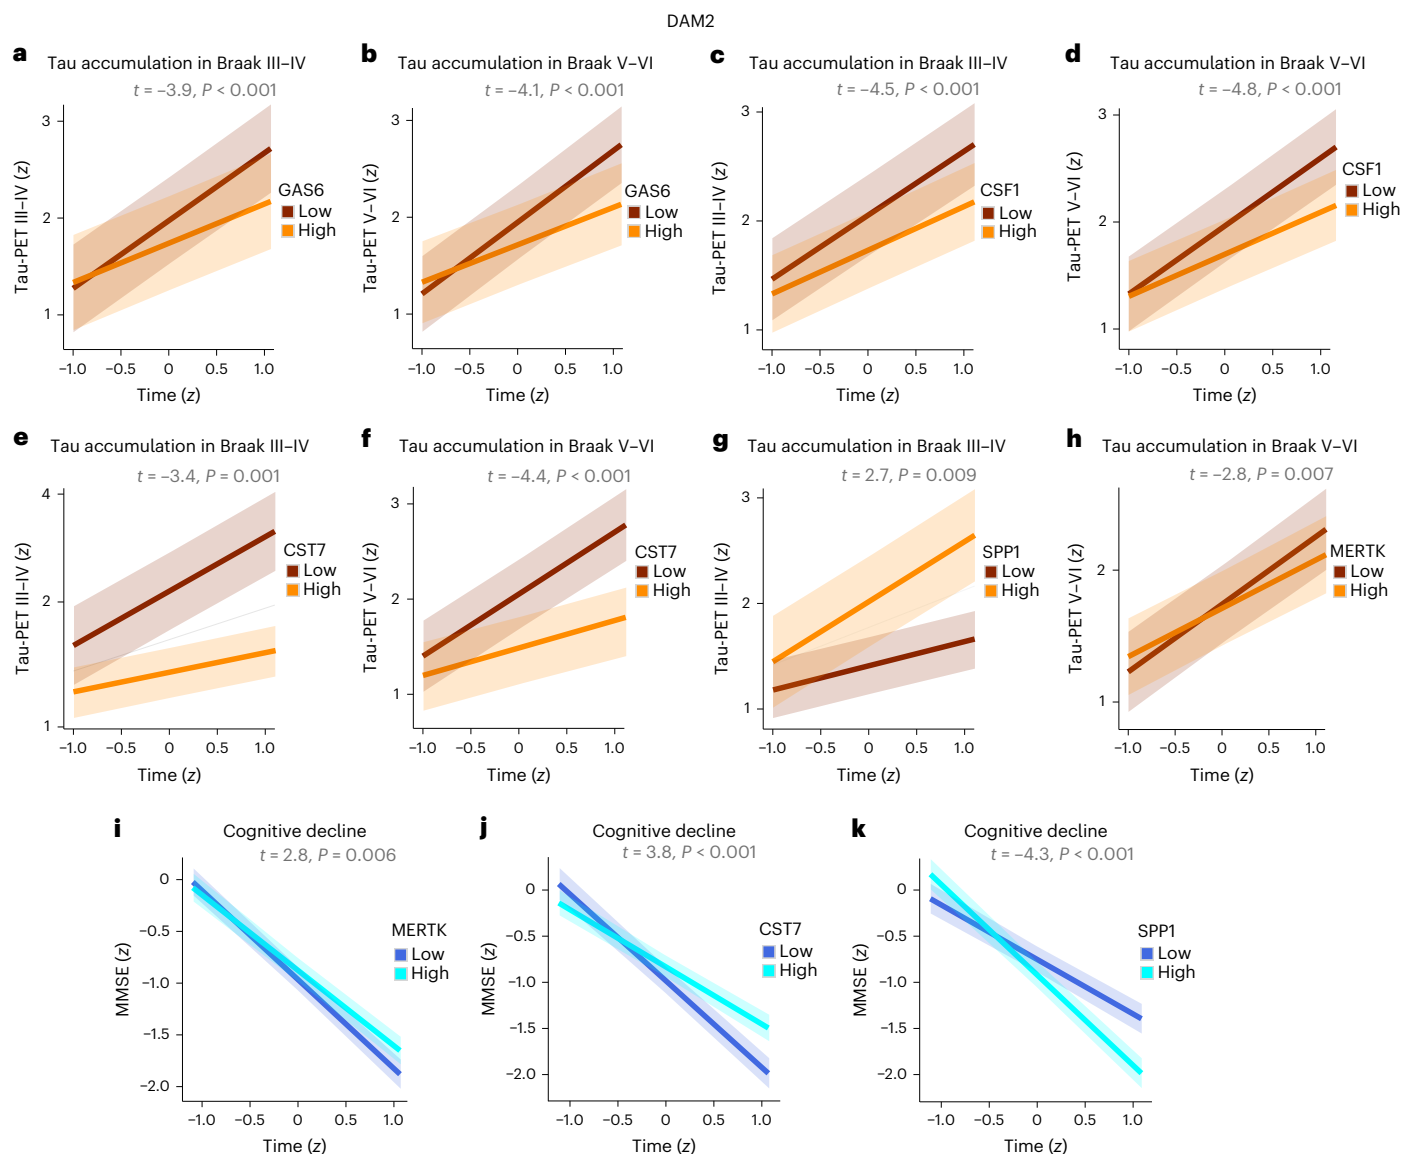 DAM2
a
Tau accumulation in Braak III–IV
t = –3.9, P < 0.001
Tau-PET III–IV (z)
3
2
1
–1.0 –0.5 0 0.5 1.0
Time (z)
GAS6
Low
High
b
Tau accumulation in Braak V–VI
t = –4.1, P < 0.001
Tau-PET V–VI (z)
3
2
1
–1.0 –0.5 0 0.5 1.0
Time (z)
GAS6
Low
High
c
Tau accumulation in Braak III–IV
t = –4.5, P < 0.001
Tau-PET III–IV (z)
3
2
1
–1.0 –0.5 0 0.5 1.0
Time (z)
CSF1
Low
High
d
Tau accumulation in Braak V–VI
t = –4.8, P < 0.001
Tau-PET V–VI (z)
3
2
1
–1.0 –0.5 0 0.5 1.0
Time (z)
CSF1
Low
High
e
Tau accumulation in Braak III–IV
t = –3.4, P = 0.001
Tau-PET III–IV (z)
4
2
1
–1.0 –0.5 0 0.5 1.0
Time (z)
CST7
Low
High
f
Tau accumulation in Braak V–VI
t = –4.4, P < 0.001
Tau-PET V–VI (z)
3
2
1
–1.0 –0.5 0 0.5 1.0
Time (z)
CST7
Low
High
g
Tau accumulation in Braak III–IV
t = 2.7, P = 0.009
Tau-PET III–IV (z)
3
2
1
–1.0 –0.5 0 0.5 1.0
Time (z)
SPP1
Low
High
h
Tau accumulation in Braak V–VI
t = –2.8, P = 0.007
Tau-PET V–VI (z)
2
1
–1.0 –0.5 0 0.5 1.0
Time (z)
MERTK
Low
High
i
Cognitive decline
t = 2.8, P = 0.006
MMSE (z)
0
–0.5
–1.0
–1.5
–2.0
–1.0 –0.5 0 0.5 1.0
Time (z)
MERTK
Low
High
j
Cognitive decline
t = 3.8, P < 0.001
MMSE (z)
0
–0.5
–1.0
–1.5
–2.0
–1.0 –0.5 0 0.5 1.0
Time (z)
CST7
Low
High
k
Cognitive decline
t = –4.3, P < 0.001
MMSE (z)
0
–0.5
–1.0
–1.5
–2.0
–1.0 –0.5 0 0.5 1.0
Time (z)
SPP1
Low
High